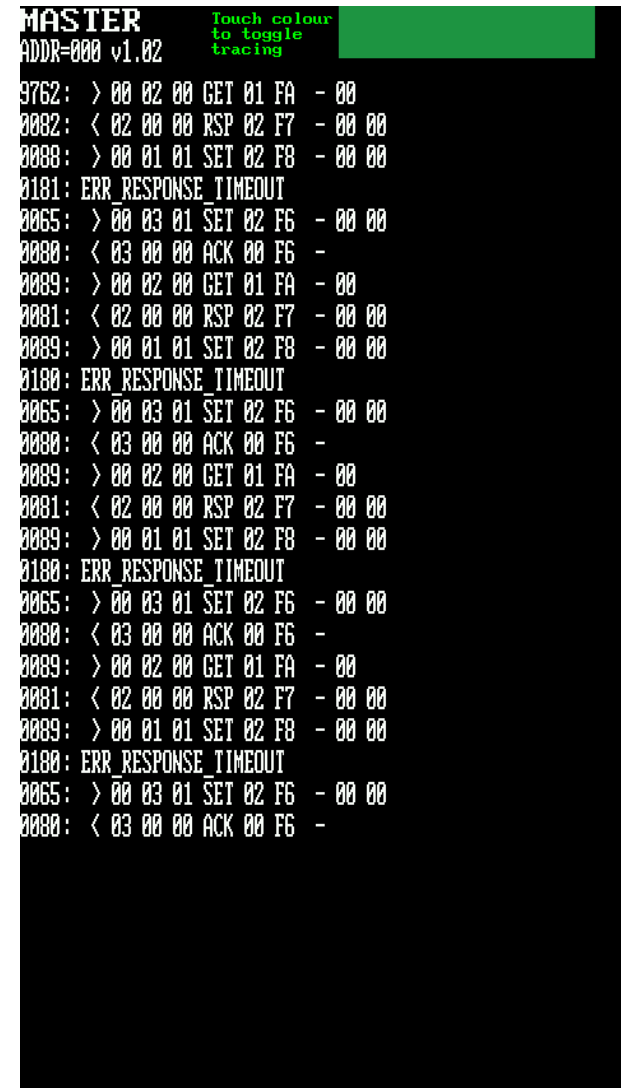 MASTER
ADDR=000 v1.02
Touch colour
to toggle
tracing
9762: > 00 02 00 GET 01 FA - 00
0082: < 02 00 00 RSP 02 F7 - 00 00
0088: > 00 01 01 SET 02 F8 - 00 00
0181: ERR_RESPONSE_TIMEOUT
0065: > 00 03 01 SET 02 F6 - 00 00
0080: < 03 00 00 ACK 00 F6 -
0089: > 00 02 00 GET 01 FA - 00
0081: < 02 00 00 RSP 02 F7 - 00 00
0089: > 00 01 01 SET 02 F8 - 00 00
0180: ERR_RESPONSE_TIMEOUT
0065: > 00 03 01 SET 02 F6 - 00 00
0080: < 03 00 00 ACK 00 F6 -
0089: > 00 02 00 GET 01 FA - 00
0081: < 02 00 00 RSP 02 F7 - 00 00
0089: > 00 01 01 SET 02 F8 - 00 00
0180: ERR_RESPONSE_TIMEOUT
0065: > 00 03 01 SET 02 F6 - 00 00
0080: < 03 00 00 ACK 00 F6 -
0089: > 00 02 00 GET 01 FA - 00
0081: < 02 00 00 RSP 02 F7 - 00 00
0089: > 00 01 01 SET 02 F8 - 00 00
0180: ERR_RESPONSE_TIMEOUT
0065: > 00 03 01 SET 02 F6 - 00 00
0080: < 03 00 00 ACK 00 F6 -